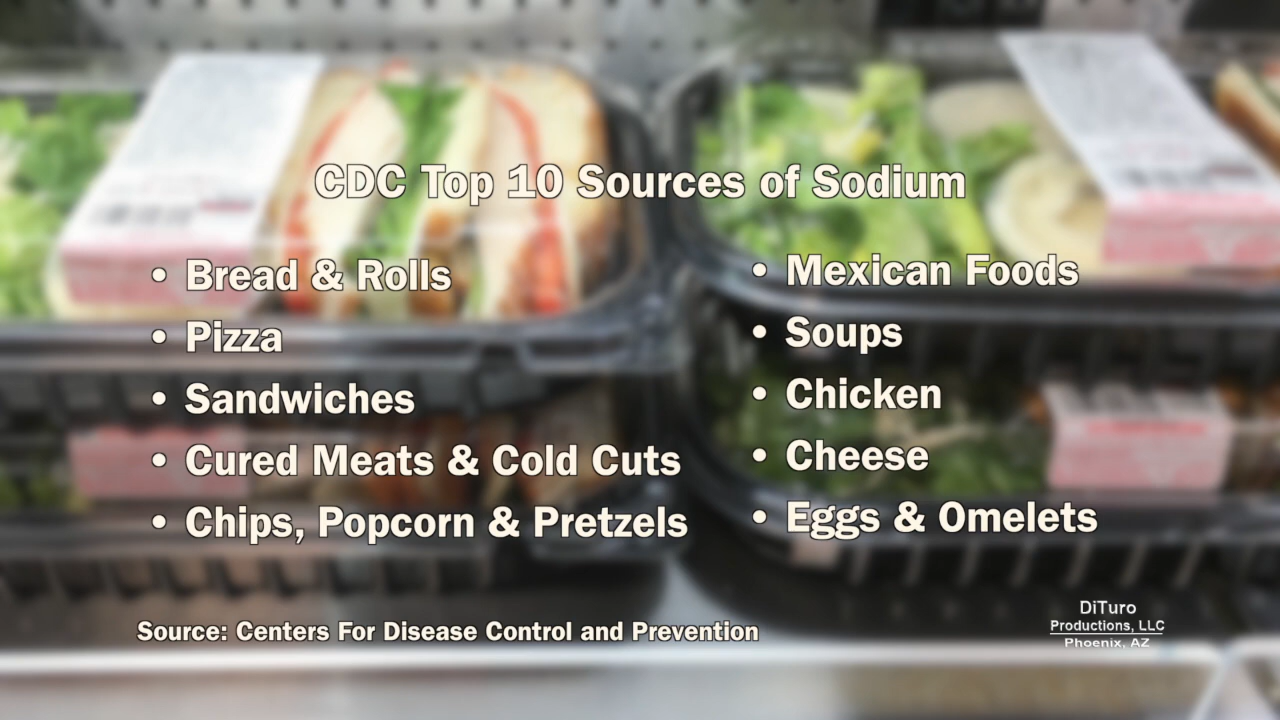 CDC Top 10 Sources of Sodium
• Bread & Rolls
• Pizza
• Sandwiches
• Cured Meats & Cold Cuts
• Chips, Popcorn & Pretzels
• Mexican Foods
• Soups
• Chicken
• Cheese
• Eggs & Omelets
Source: Centers For Disease Control and Prevention
DiTuro
Productions, LLC
Phoenix, AZ